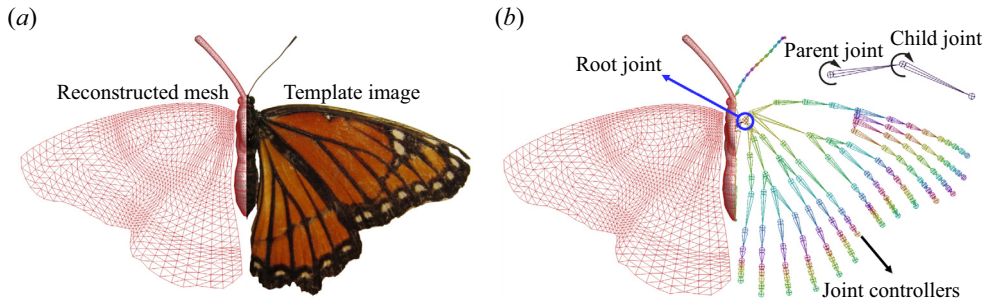 (a)
Reconstructed mesh
Template image
(b)
Root joint
Parent joint
Child joint
Joint controllers